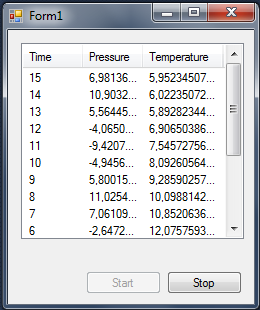 Form1
Time Pressure Temperature
15 6,98136... 5,95234507...
14 10,9032... 6,02235072...
13 5,56445... 5,89282344...
12 -4,0650... 6,90650386...
11 -9,4207... 7,54572756...
10 -4,9456... 8,09260564...
9 5,80015... 9,28590257...
8 11,0254... 10,0988142...
7 7,06109... 10,8520636...
6 -2,6472... 12,0757593...
Start Stop